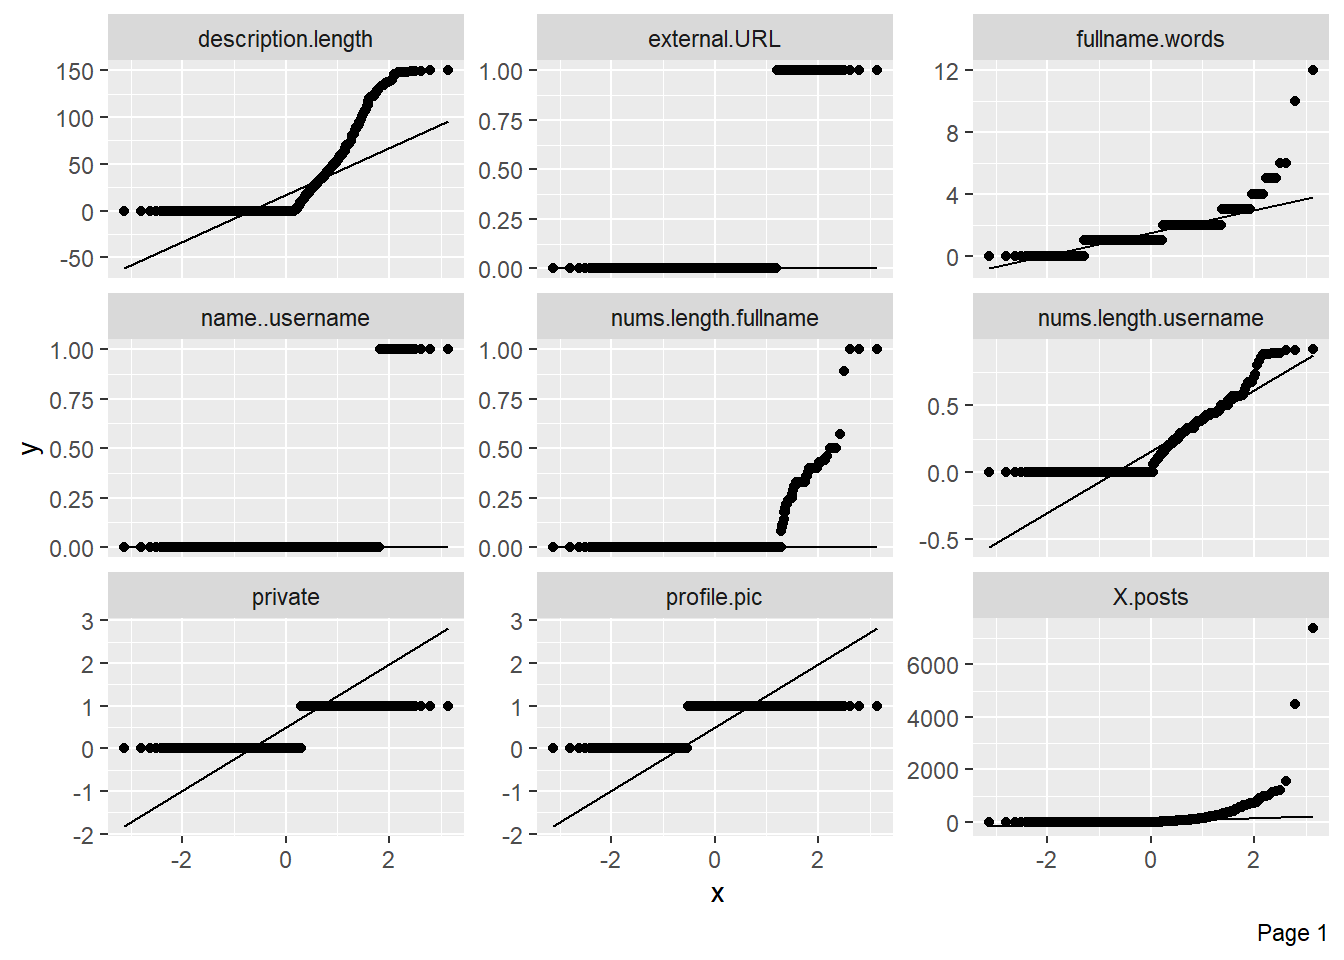 description.length
external.URL
fullname.words
150
100
50
0
-50
1.00
0.75
0.50
0.25
0.00
12
8
4
0
name..username
nums.length.fullname
nums.length.username
1.00
0.75
0.50
0.25
0.00
1.00
0.75
0.50
0.25
0.00
0.5
0.0
-0.5
y
private
profile.pic
X.posts
3
2
1
0
-1
-2
3
2
1
0
-1
-2
6000
4000
2000
0
-2 0 2
-2 0 2
-2 0 2
x
Page 1